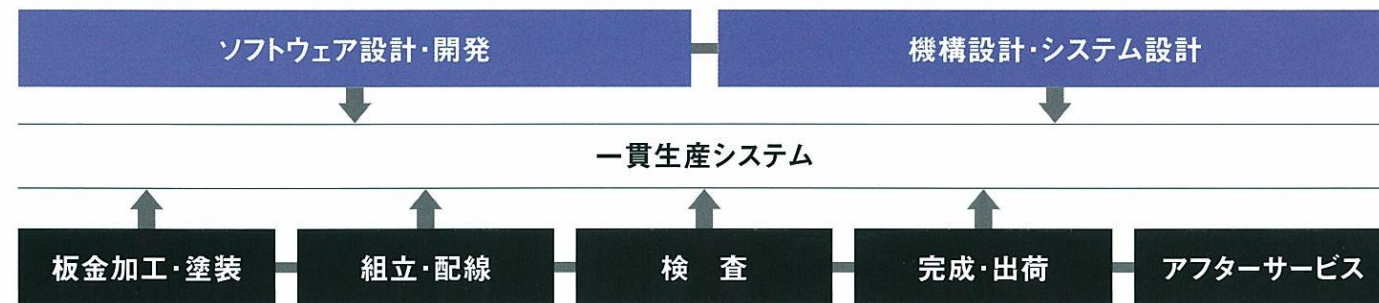 ソフトウェア設計・開発
機構設計・システム設計
一貫生産システム
板金加工・塗装
組立・配線
検　査
完成・出荷
アフターサービス